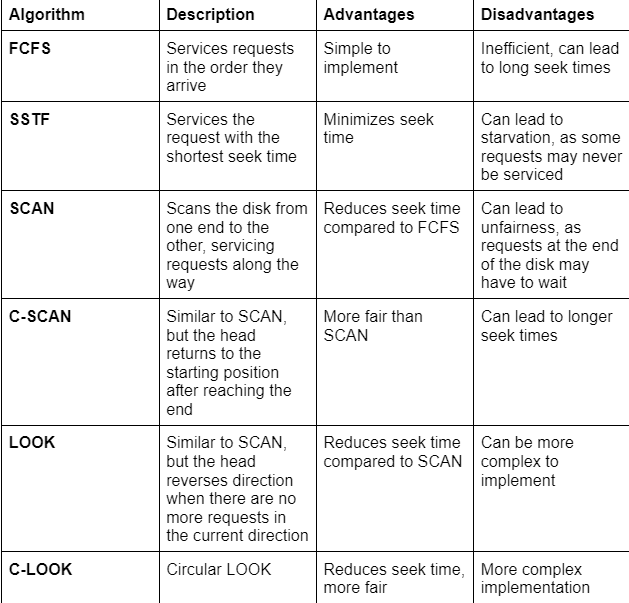 Algorithm Description Advantages Disadvantages
FCFS Services requests Simple to Inefficient, can lead
in the order they implement to long seek times
arrive
SSTF Services the Minimizes seek Can lead to
request with the time starvation, as some
shortest seek time requests may never
be serviced
SCAN Scans the disk from Reduces seek time Can lead to
one end to the compared to FCFS unfairness, as
other, servicing requests at the end
requests along the of the disk may
way have to wait
C-SCAN Similar to SCAN, More fair than Can lead to longer
but the head SCAN seek times
returns to the
starting position
after reaching the
end
LOOK Similar to SCAN, Reduces seek time Can be more
but the head compared to SCAN complex to
reverses direction implement
when there are no
more requests in
the current direction
C-LOOK Circular LOOK Reduces seek time, More complex
more fair implementation